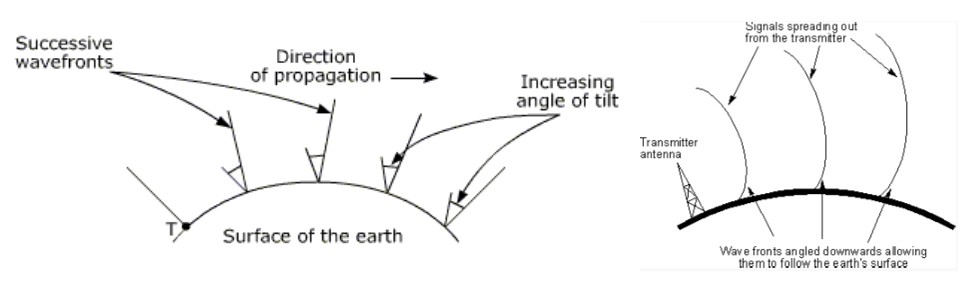 Successive
wavefronts
Direction
of propagation
Increasing
angle of tilt
T
Surface of the earth
Signals spreading out
from the transmitter
Transmitter
antenna
Wave fronts angled downwards allowing
them to follow the earth's surface